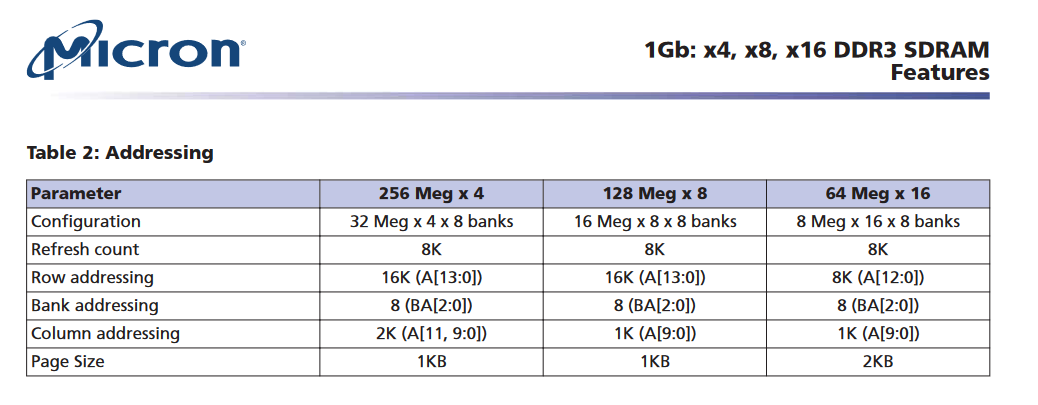 Micron®
1Gb: x4, x8, x16 DDR3 SDRAM
Features
Table 2: Addressing
Parameter 256 Meg x 4 128 Meg x 8 64 Meg x 16
Configuration 32 Meg x 4 x 8 banks 16 Meg x 8 x 8 banks 8 Meg x 16 x 8 banks
Refresh count 8K 8K 8K
Row addressing 16K (A[13:0]) 16K (A[13:0]) 8K (A[12:0])
Bank addressing 8 (BA[2:0]) 8 (BA[2:0]) 8 (BA[2:0])
Column addressing 2K (A[11, 9:0]) 1K (A[9:0]) 1K (A[9:0])
Page Size 1KB 1KB 2KB